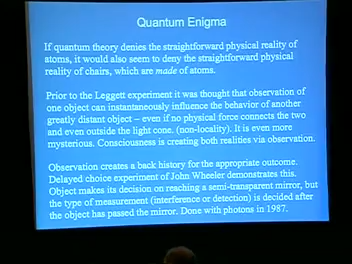 Quantum Enigma
If quantum theory denies the straightforward physical reality of
atoms, it would also seem to deny the straightforward physical
reality of chairs, which are made of atoms.
Prior to the Leggett experiment it was thought that observation of
one object can instantaneously influence the behavior of another
greatly distant object – even if no physical force connects the two
and even outside the light cone. (non-locality). It is even more
mysterious. Consciousness is creating both realities via observation.
Observation creates a back history for the appropriate outcome.
Delayed choice experiment of John Wheeler demonstrates this.
Object makes its decision on reaching a semi-transparent mirror, but
the type of measurement (interference or detection) is decided after
the object has passed the mirror. Done with photons in 1987.